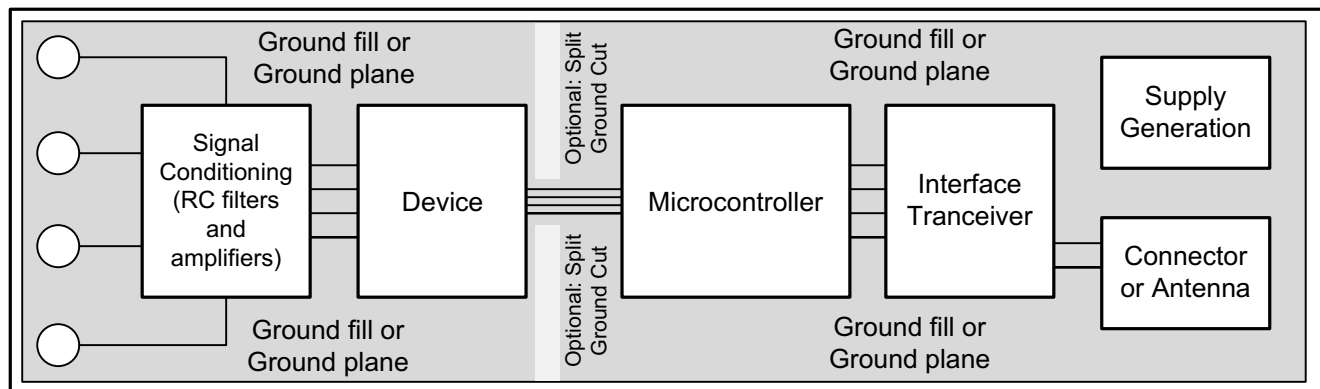 Ground fill or
Ground plane
Optional: Split
Ground Cut
Ground fill or
Ground plane
Supply
Generation
Signal
Conditioning
(RC filters
and
amplifiers)
Device
Microcontroller
Interface
Tranceiver
Connector
or Antenna
Ground fill or
Ground plane
Optional: Split
Ground Cut
Ground fill or
Ground plane